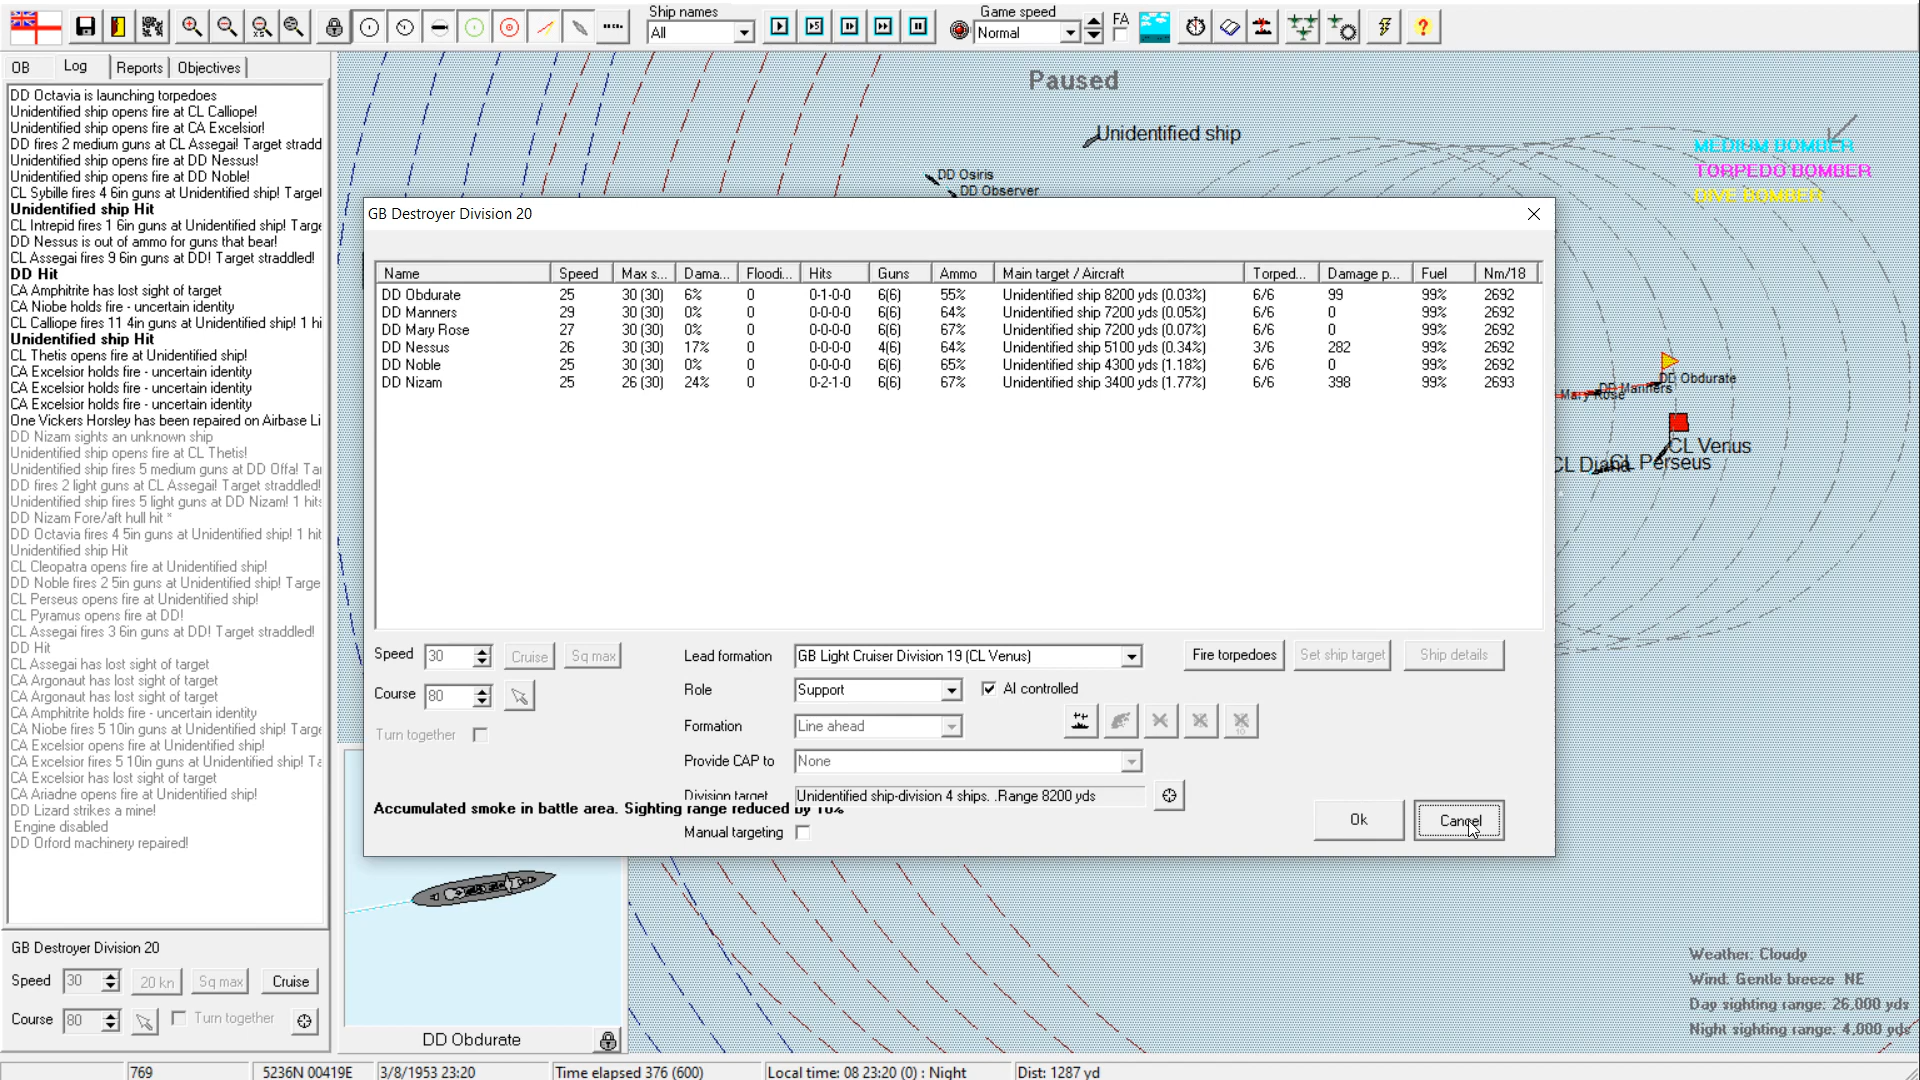 Ship names
All
Game speed
Normal
FA
OB
Log
Reports
Objectives
DD Octavia is launching torpedoes
Unidentified ship opens fire at CL Calliope!
Unidentified ship opens fire at CA Excelsior!
DD fires 2 medium guns at CL Assegai! Target stradd
Unidentified ship opens fire at DD Nessus!
Unidentified ship opens fire at DD Noble!
CL Sybille fires 4 6in guns at Unidentified ship! Target
Unidentified ship Hit
CL Intrepid fires 1 6in guns at Unidentified ship! Targe
DD Nessus is out of ammo for guns that bear!
CL Assegai fires 9 6in guns at DD! Target straddled!
DD Hit
CA Amphitrite has lost sight of target
CA Niobe holds fire - uncertain identity
CL Calliope fires 11 4in guns at Unidentified ship! 1 hi
Unidentified ship Hit
CL Thetis opens fire at Unidentified ship!
CA Excelsior holds fire - uncertain identity
CA Excelsior holds fire - uncertain identity
CA Excelsior holds fire - uncertain identity
One Vickers Horsley has been repaired on Airbase Li
DD Nizam sights an unknown ship
Unidentified ship opens fire at CL Thetis!
Unidentified ship fires 5 medium guns at DD Offa! Tar
DD fires 2 light guns at CL Assegai! Target straddled!
Unidentified ship fires 5 light guns at DD Nizam! 1 hits
DD Nizam Fore/aft hull hit *
DD Octavia fires 4 5in guns at Unidentified ship! 1 hit
Unidentified ship Hit
CL Cleopatra opens fire at Unidentified ship!
DD Noble fires 2 5in guns at Unidentified ship! Targe
CL Perseus opens fire at Unidentified ship!
CL Pyramus opens fire at DD!
CL Assegai fires 3 6in guns at DD! Target straddled!
DD Hit
CL Assegai has lost sight of target
CA Argonaut has lost sight of target
CA Argonaut has lost sight of target
CA Amphitrite holds fire - uncertain identity
CA Niobe fires 5 10in guns at Unidentified ship! Targe
CA Excelsior opens fire at Unidentified ship!
CA Excelsior fires 5 10in guns at Unidentified ship! Ta
CA Excelsior has lost sight of target
CA Ariadne opens fire at Unidentified ship!
DD Lizard strikes a mine!
Engine disabled
DD Orford machinery repaired!
GB Destroyer Division 20
Speed 30 20 kn Sq max Cruise
Course 80 Turn together
Paused
Unidentified ship
DD Osiris
DD Observer
MEDIUM BOMBER
TORPEDO BOMBER
DIVE BOMBER
DD Obdurate
DD Manners
Mary Rose
CL Venus
CL Diana
CL Perseus
GB Destroyer Division 20
Name Speed Max s... Dama... Floodi... Hits Guns Ammo Main target / Aircraft Torped... Damage p... Fuel Nm/18
DD Obdurate 25 30 (30) 6% 0 0-1-0-0 6(6) 55% Unidentified ship 8200 yds (0.03%) 6/6 99 99% 2692
DD Manners 29 30 (30) 0% 0 0-0-0-0 6(6) 64% Unidentified ship 7200 yds (0.05%) 6/6 0 99% 2692
DD Mary Rose 27 30 (30) 0% 0 0-0-0-0 6(6) 67% Unidentified ship 7200 yds (0.07%) 6/6 0 99% 2692
DD Nessus 26 30 (30) 17% 0 0-0-0-0 4(6) 64% Unidentified ship 5100 yds (0.34%) 3/6 282 99% 2692
DD Noble 25 30 (30) 0% 0 0-0-0-0 6(6) 65% Unidentified ship 4300 yds (1.18%) 6/6 0 99% 2692
DD Nizam 25 26 (30) 24% 0 0-2-1-0 6(6) 67% Unidentified ship 3400 yds (1.77%) 6/6 398 99% 2693
Speed 30 Cruise Sq max
Course 80
Turn together
Lead formation GB Light Cruiser Division 19 (CL Venus)
Role Support AI controlled
Formation Line ahead
Provide CAP to None
Division target Unidentified ship-division 4 ships. .Range 8200 yds
Accumulated smoke in battle area. Sighting range reduced by 10%
Manual targeting
Fire torpedoes Set ship target Ship details
10
Ok Cancel
DD Obdurate
Weather: Cloudy
Wind: Gentle breeze NE
Day sighting range: 26,000 yds
Night sighting range: 4,000 yds
769 5236N 00419E 3/8/1953 23:20 Time elapsed 376 (600) Local time: 08 23:20 (0) : Night Dist: 1287 yd